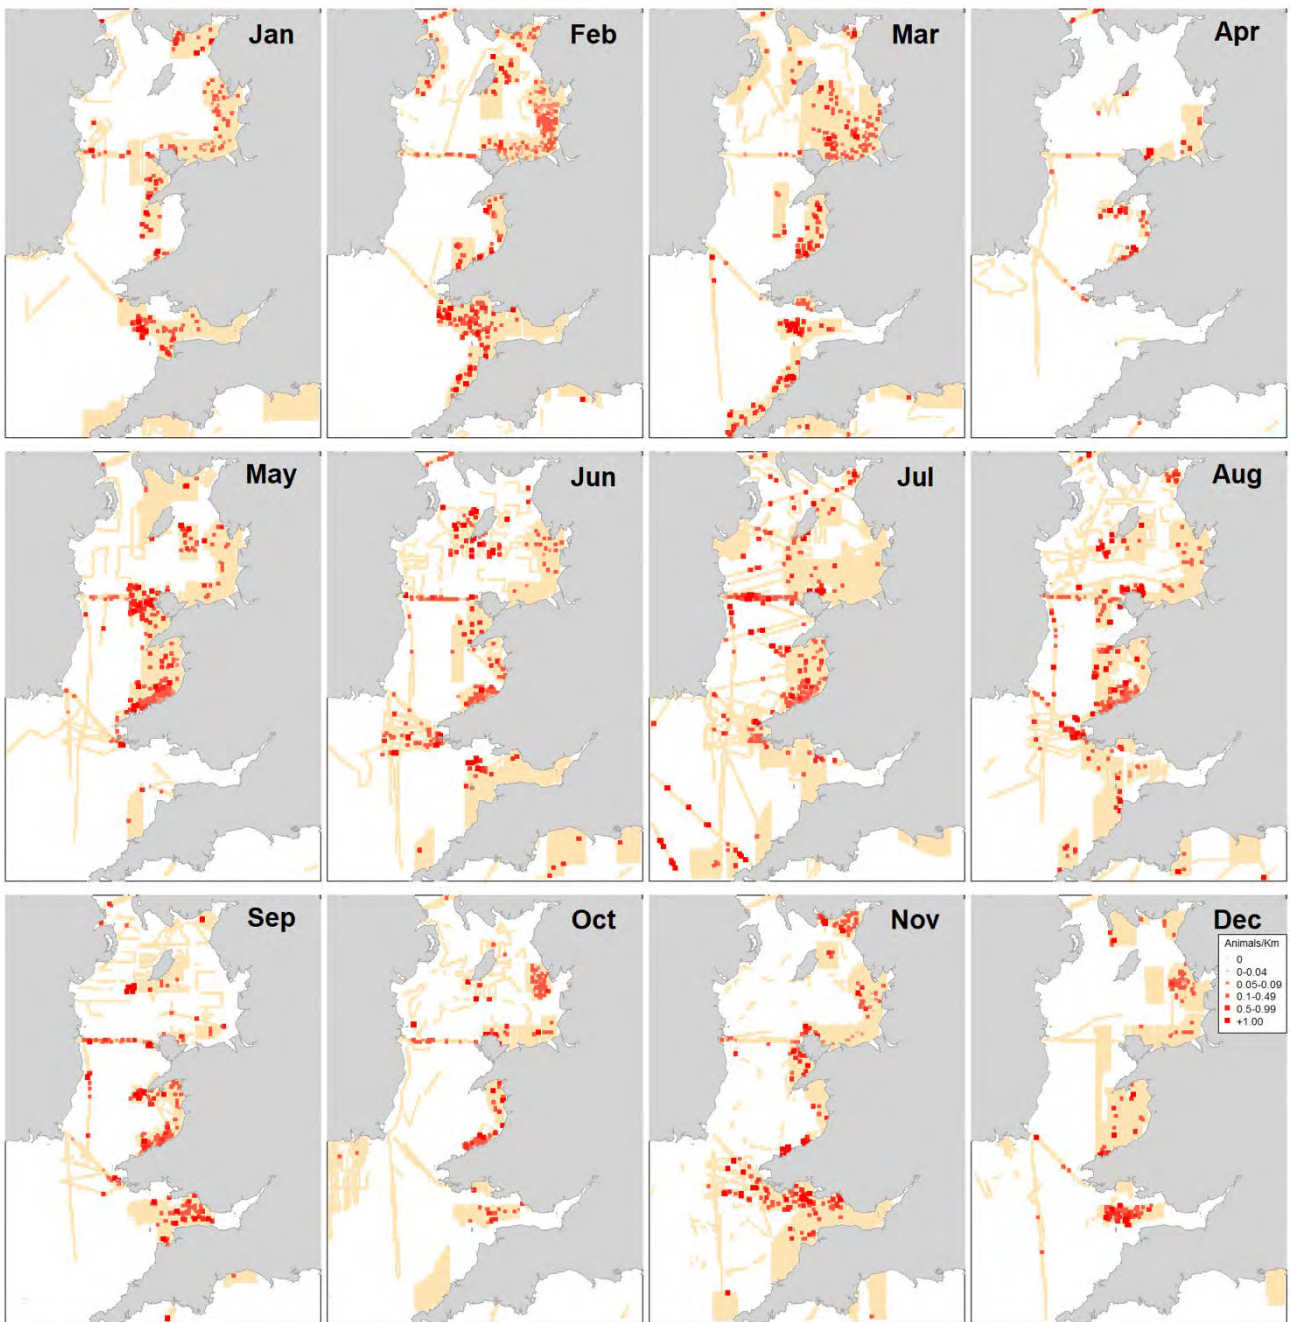 Jan
Feb
Mar
Apr
May
Jun
Jul
Aug
Sep
Oct
Nov
Dec
Animals/Km
0
0-0.04
0.05-0.09
0.1-0.49
0.5-0.99
+1.00